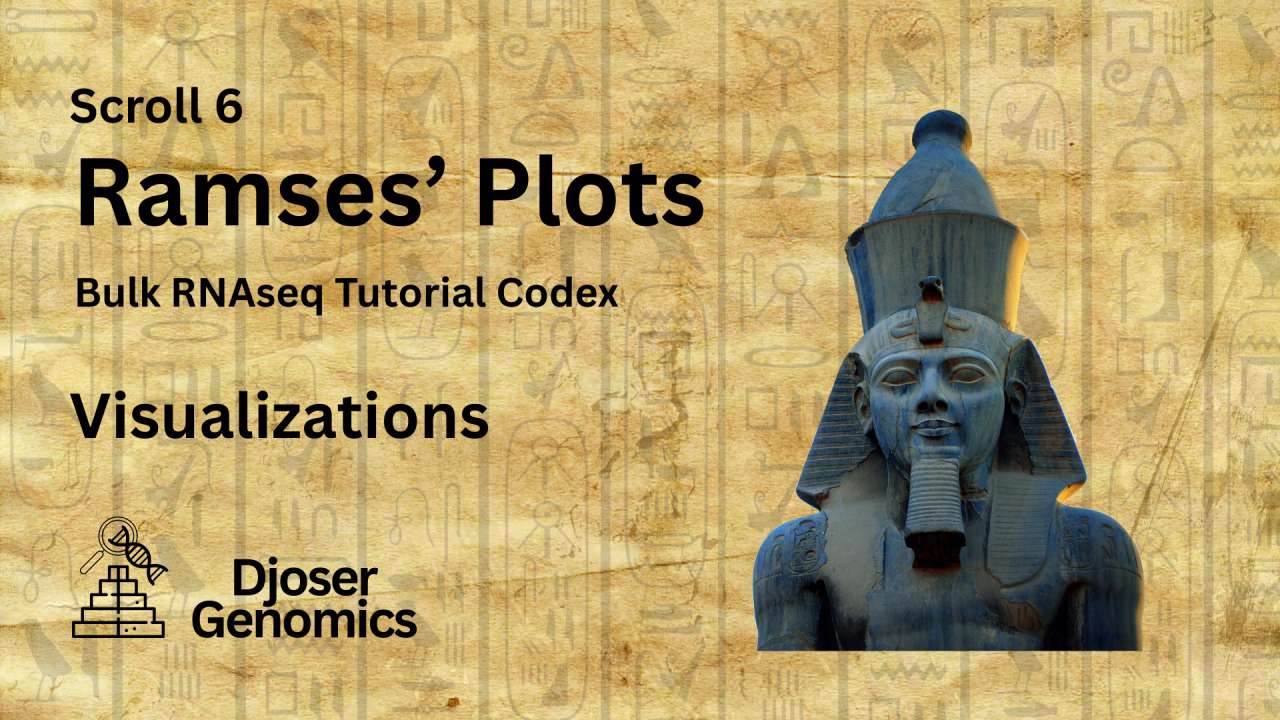 Scroll 6
Ramses’ Plots
Bulk RNAseq Tutorial Codex
Visualizations
Djoser
Genomics